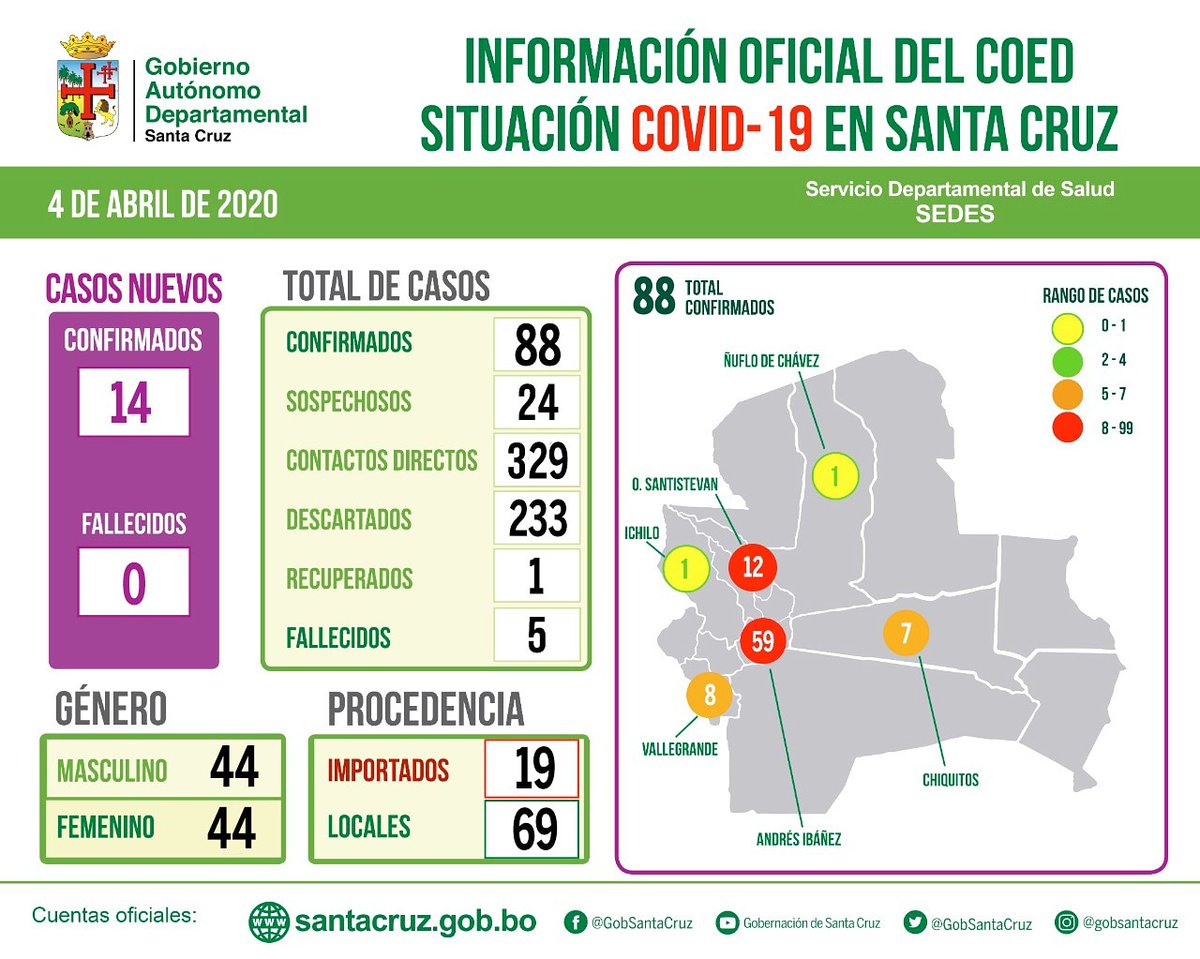 Gobierno
Autónomo
Departamental
Santa Cruz
INFORMACIÓN OFICIAL DEL COED
SITUACIÓN COVID-19 EN SANTA CRUZ
4 DE ABRIL DE 2020
Servicio Departamental de Salud
SEDES
CASOS NUEVOS
CONFIRMADOS
14
FALLECIDOS
0
TOTAL DE CASOS
CONFIRMADOS 88
SOSPECHOSOS 24
CONTACTOS DIRECTOS 329
DESCARTADOS 233
RECUPERADOS 1
FALLECIDOS 5
GÉNERO
MASCULINO 44
FEMENINO 44
PROCEDENCIA
IMPORTADOS 19
LOCALES 69
88 TOTAL
CONFIRMADOS
RANGO DE CASOS
0 - 1
2 - 4
5 - 7
8 - 99
ÑUFLO DE CHÁVEZ
1
O. SANTISTEVAN
12
ICHILO
1
59
7
8
VALLEGRANDE
CHIQUITOS
ANDRÉS IBÁÑEZ
Cuentas oficiales:
www
santacruz.gob.bo
@GobSantaCruz
Gobernación de Santa Cruz
@GobSantaCruz
@gobsantacruz